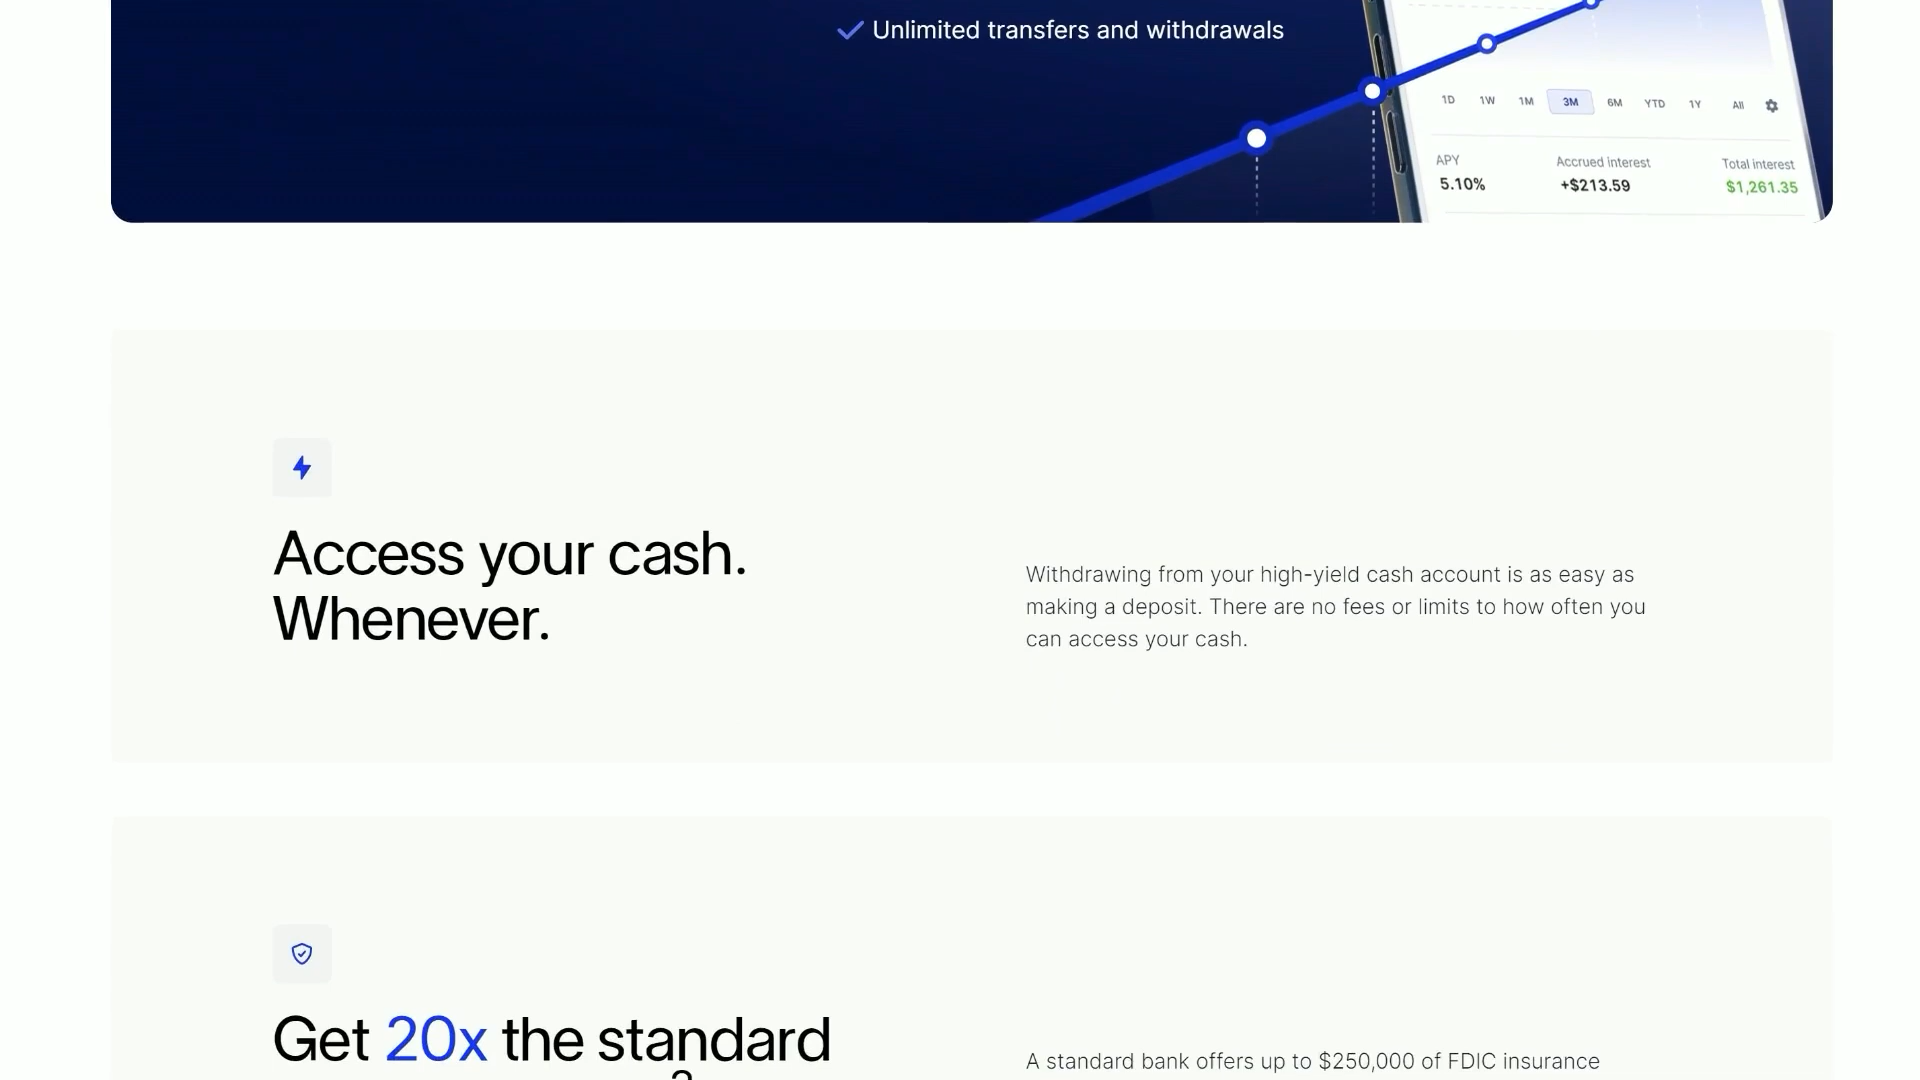 Unlimited transfers and withdrawals
1D 1W 1M 3M 6M YTD 1Y All
APY Accrued interest Total interest
5.10% +$213.59 $1,261.35
Access your cash.
Whenever.
Withdrawing from your high-yield cash account is as easy as
making a deposit. There are no fees or limits to how often you
can access your cash.
Get 20x the standard
A standard bank offers up to $250,000 of FDIC insurance